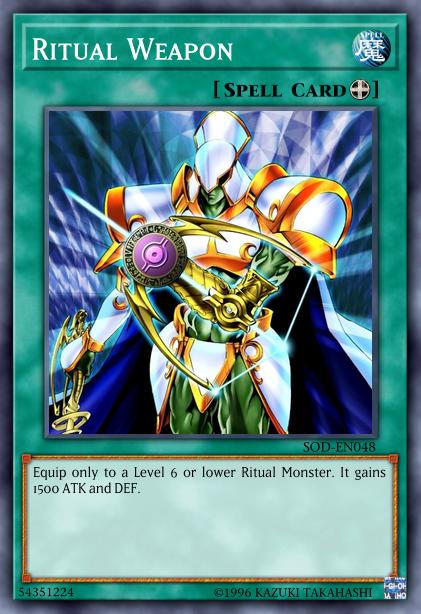 Ritual Weapon
SPELL
魔
[Spell Card]
SOD-EN048
Equip only to a Level 6 or lower Ritual Monster. It gains
1500 ATK and DEF.
54351224
©1996 KAZUKI TAKAHASHI